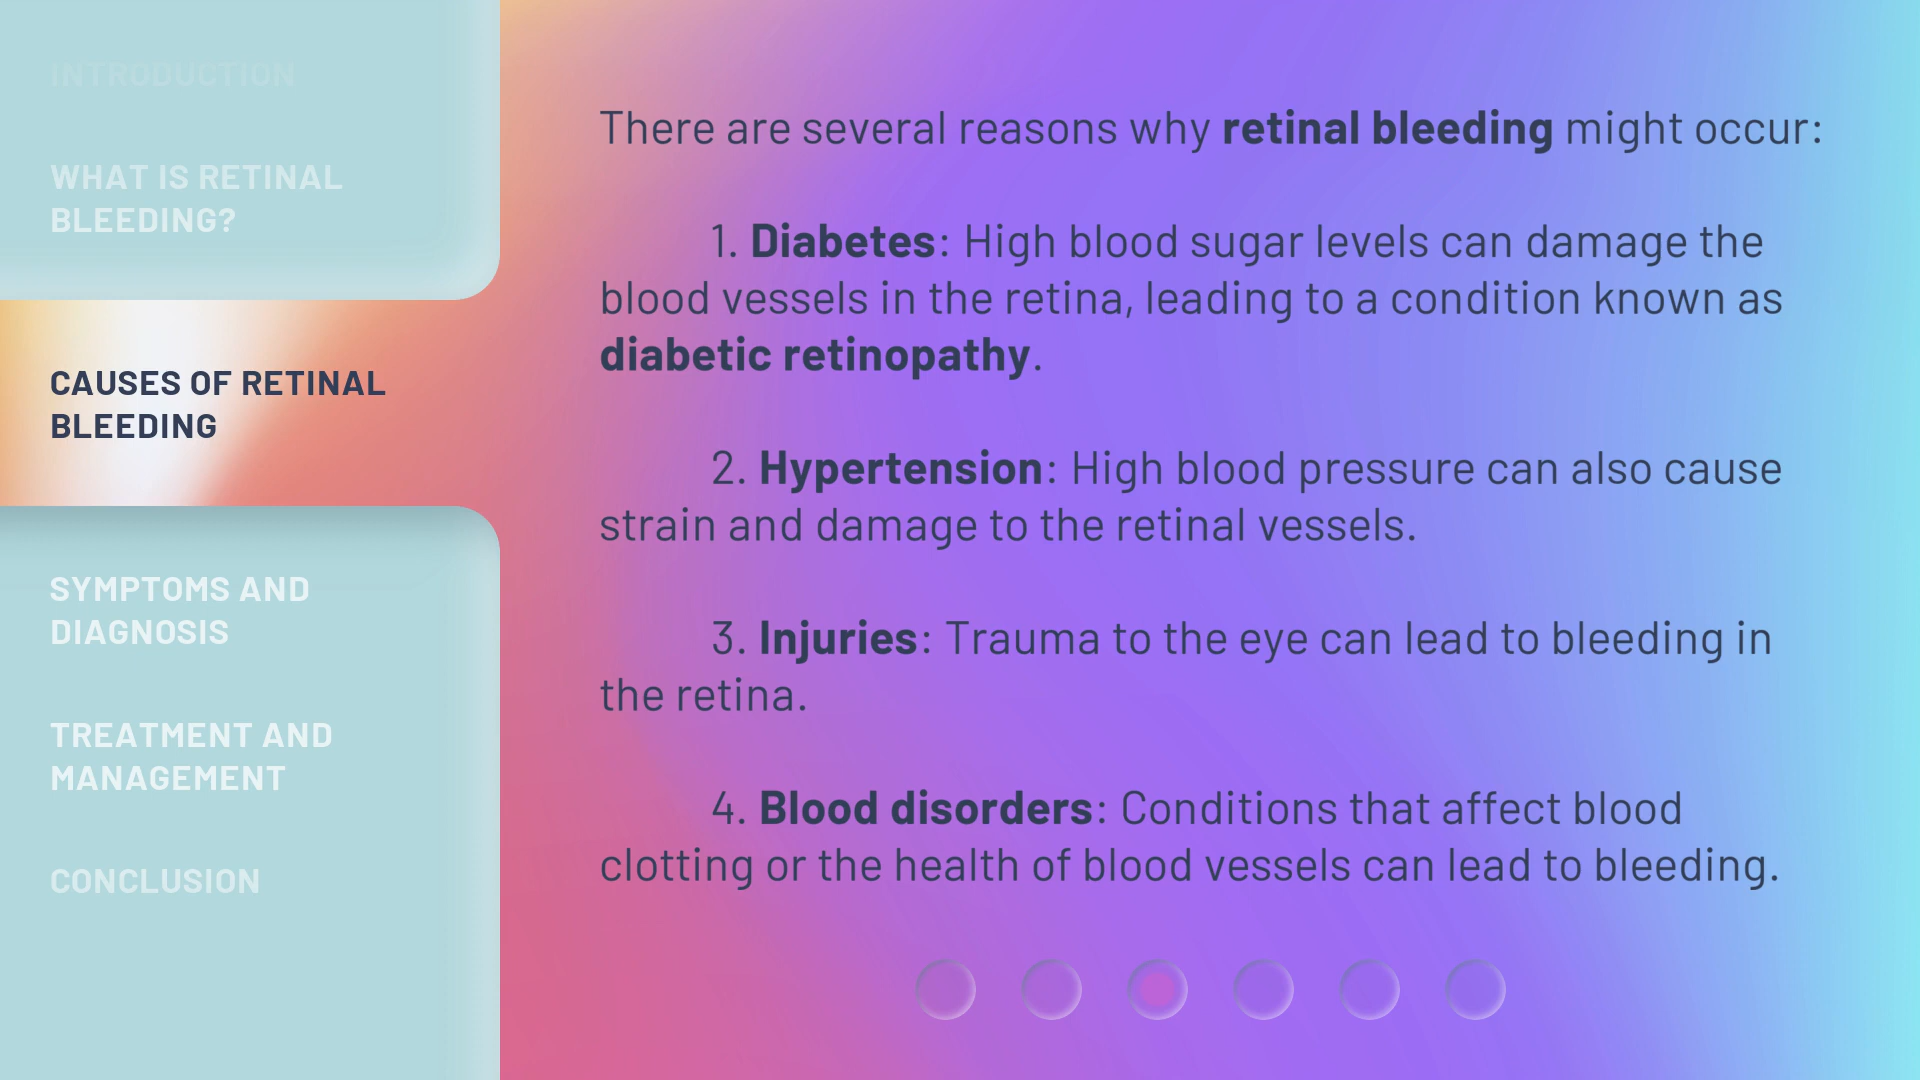 INTRODUCTION
WHAT IS RETINAL
BLEEDING?
CAUSES OF RETINAL
BLEEDING
SYMPTOMS AND
DIAGNOSIS
TREATMENT AND
MANAGEMENT
CONCLUSION
There are several reasons why retinal bleeding might occur:
1. Diabetes: High blood sugar levels can damage the
blood vessels in the retina, leading to a condition known as
diabetic retinopathy.
2. Hypertension: High blood pressure can also cause
strain and damage to the retinal vessels.
3. Injuries: Trauma to the eye can lead to bleeding in
the retina.
4. Blood disorders: Conditions that affect blood
clotting or the health of blood vessels can lead to bleeding.